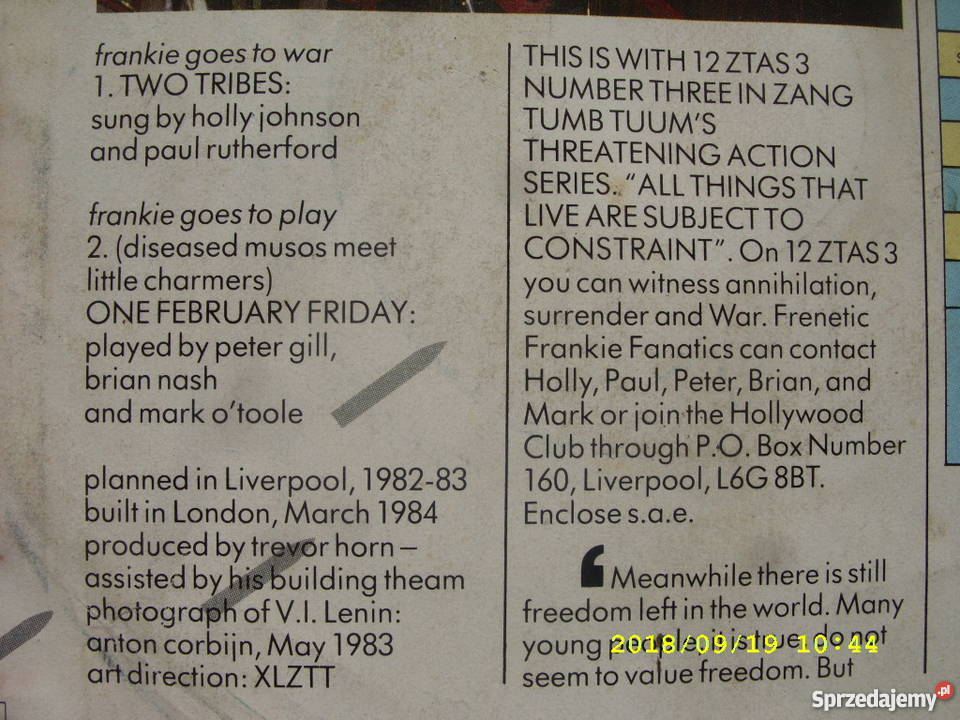 frankie goes to war
1. TWO TRIBES:
sung by holly johnson
and paul rutherford
frankie goes to play
2. (diseased musos meet
little charmers)
ONE FEBRUARY FRIDAY:
played by peter gill,
brian nash
and mark o'toole
planned in Liverpool, 1982-83
built in London, March 1984
produced by trevor horn –
assisted by his building theam
photograph of V.I. Lenin:
anton corbijn, May 1983
art direction: XLZTT
THIS IS WITH 12 ZTAS 3
NUMBER THREE IN ZANG
TUMB TUUM'S
THREATENING ACTION
SERIES. "ALL THINGS THAT
LIVE ARE SUBJECT TO
CONSTRAINT". On 12 ZTAS 3
you can witness annihilation,
surrender and War. Frenetic
Frankie Fanatics can contact
Holly, Paul, Peter, Brian, and
Mark or join the Hollywood
Club through P.O. Box Number
160, Liverpool, L6G 8BT.
Enclose s.a.e.
‘Meanwhile there is still
freedom left in the world. Many
young people, it is true, do not
seem to value freedom. But
2018/09/19 10:44
Sprzedajemy.pl